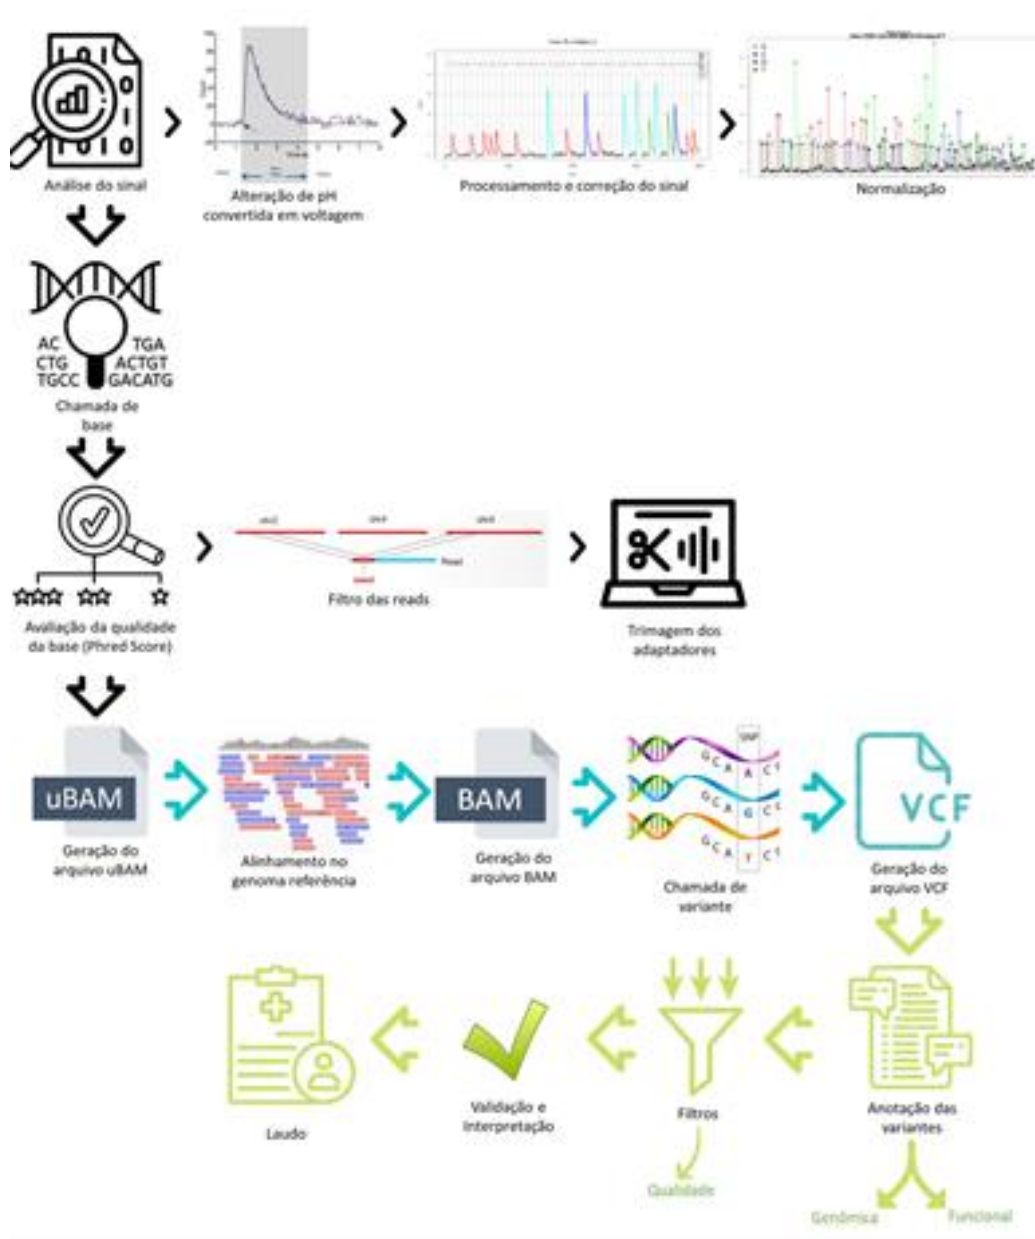 Análise do sinal
Alteração de pH
convertida em voltagem
Processamento e correção do sinal
Normalização
AC
TGA
CTG
ACTGT
TGCC
GACATG
Chamada de
base
Avaliação da qualidade
da base (Phred Score)
Filtro das reads
Trimagem dos
adaptadores
uBAM
BAM
SNP
G C A A C T
G C A G C C
G C A T C T
VCF
Geração do
arquivo uBAM
Alinhamento no
genoma referência
Geração do
arquivo BAM
Chamada de
variante
Geração do
arquivo VCF
Laudo
Validação e
Interpretação
Filtros
Anotação das
variantes
Qualidade
Genômica
Funcional